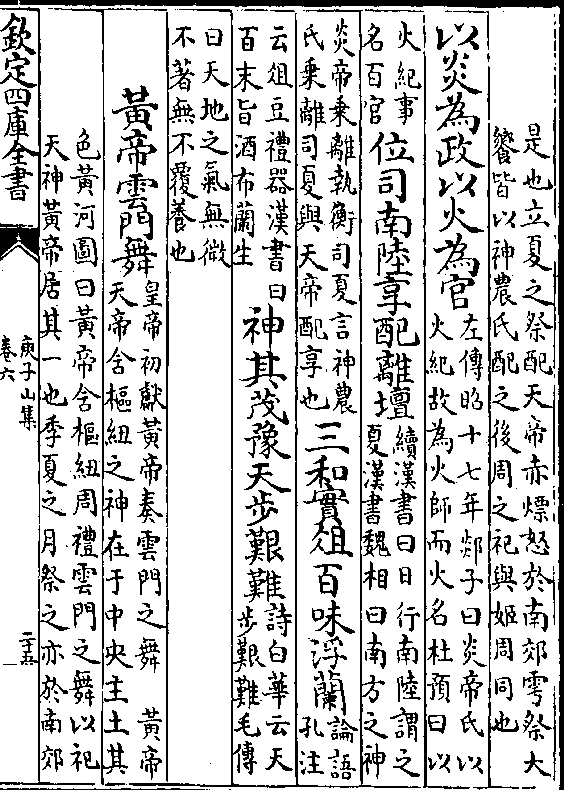 是也立夏之祭配天帝赤熛怒於南郊雩祭大
饗皆以神農氏配之後周之祀與姬周同也
以炎為政以火為官
左傳昭十七年郯子曰炎帝氏以
火紀故為火師而火名杜預曰以
火紀事
名百官
位司南陸享配離壇
續漢書曰日行南陸謂之
夏漢書魏相曰南方之神
炎帝乗離執衡司夏言神農
氏乗離司夏與天帝配享也
三和實俎百味浮蘭
論語
孔注
云俎豆禮器漢書曰
百末旨酒布蘭生
神其茂豫天步艱難
詩白華云天
步艱難毛傳
曰天地之氣無微
不著無不覆養也
黃帝雲門舞
皇帝初獻黃帝奏雲門之舞 黃帝
天帝含樞紐之神在于中央主土其
色黃河圖曰黃帝含樞紐周禮雲門之舞以祀
天神黃帝居其一也季夏之月祭之亦於南郊
欽定四庫全書
庾子山集
卷六
二十五